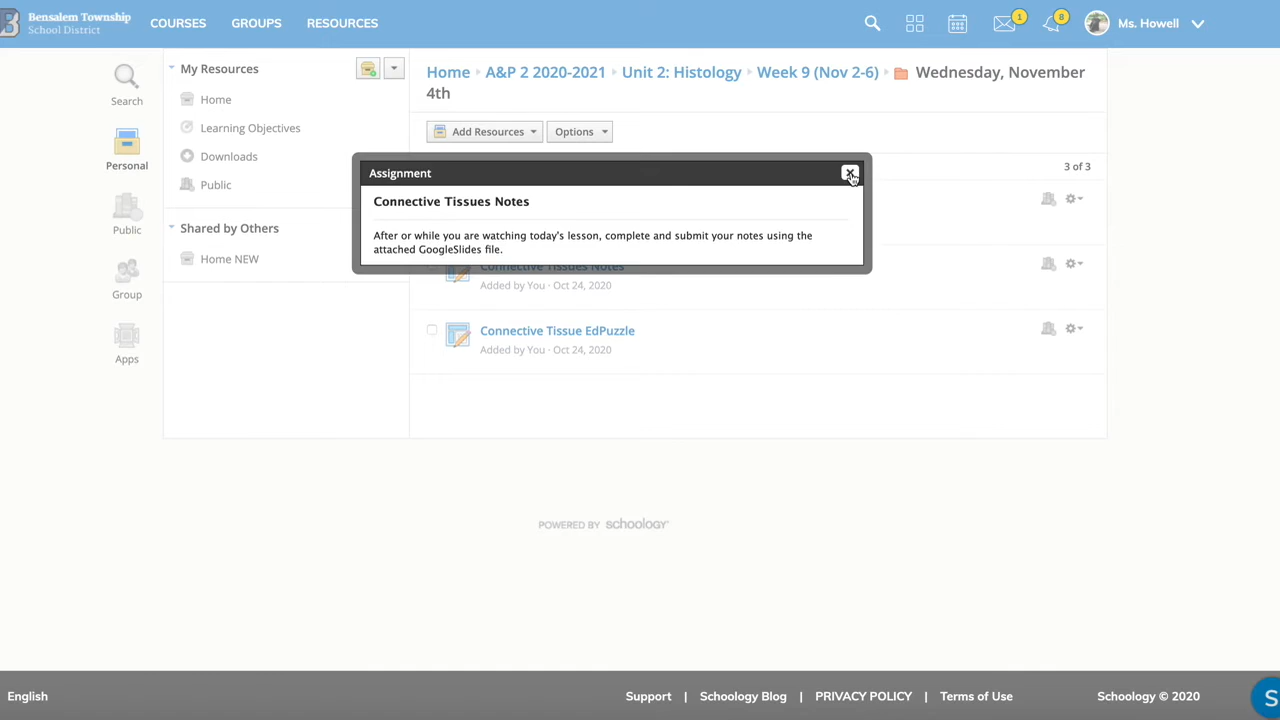 Bensalem Township
School District
COURSES
GROUPS
RESOURCES
1
8
Ms. Howell
Search
Personal
Public
Group
Apps
My Resources
Home
Learning Objectives
Downloads
Public
Shared by Others
Home NEW
Home A&P 2 2020-2021 Unit 2: Histology Week 9 (Nov 2-6) Wednesday, November
4th
Add Resources
Options
3 of 3
Assignment
Connective Tissues Notes
After or while you are watching today's lesson, complete and submit your notes using the
attached GoogleSlides file.
Connective Tissues Notes
Added by You · Oct 24, 2020
Connective Tissue EdPuzzle
Added by You · Oct 24, 2020
POWERED BY schoology®
English
Support | Schoology Blog | PRIVACY POLICY | Terms of Use
Schoology © 2020
S